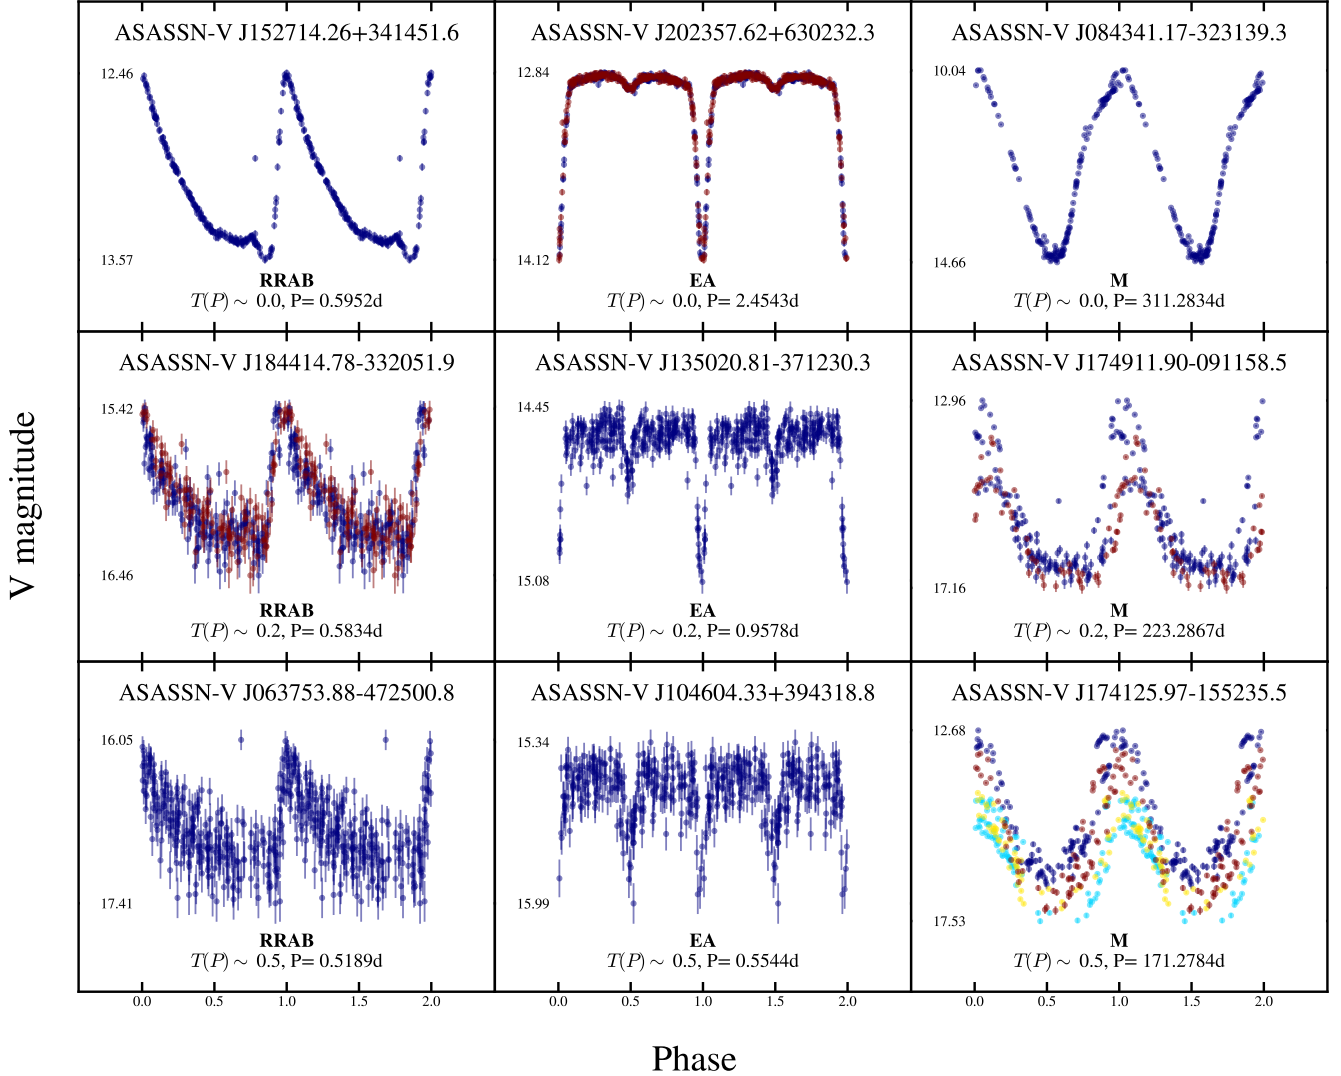 ASASSN-V J152714.26+341451.6
12.46
13.57
RRAB
T(P) ∼ 0.0, P= 0.5952d
ASASSN-V J202357.62+630232.3
12.84
14.12
EA
T(P) ∼ 0.0, P= 2.4543d
ASASSN-V J084341.17-323139.3
10.04
14.66
M
T(P) ∼ 0.0, P= 311.2834d
V magnitude
ASASSN-V J184414.78-332051.9
15.42
16.46
RRAB
T(P) ∼ 0.2, P= 0.5834d
ASASSN-V J135020.81-371230.3
14.45
15.08
EA
T(P) ∼ 0.2, P= 0.9578d
ASASSN-V J174911.90-091158.5
12.96
17.16
M
T(P) ∼ 0.2, P= 223.2867d
ASASSN-V J063753.88-472500.8
16.05
17.41
RRAB
T(P) ∼ 0.5, P= 0.5189d
ASASSN-V J104604.33+394318.8
15.34
15.99
EA
T(P) ∼ 0.5, P= 0.5544d
ASASSN-V J174125.97-155235.5
12.68
17.53
M
T(P) ∼ 0.5, P= 171.2784d
0.0 0.5 1.0 1.5 2.0
0.0 0.5 1.0 1.5 2.0
0.0 0.5 1.0 1.5 2.0
Phase